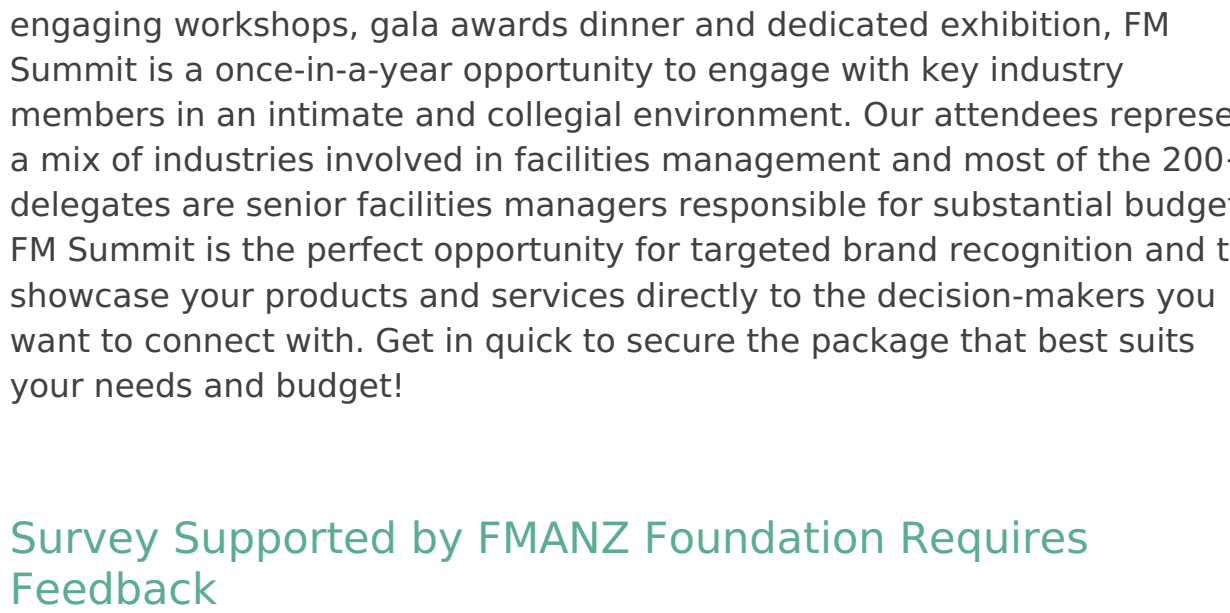 engaging workshops, gala awards dinner and dedicated exhibition, FM
Summit is a once-in-a-year opportunity to engage with key industry
members in an intimate and collegial environment. Our attendees represe
a mix of industries involved in facilities management and most of the 200-
delegates are senior facilities managers responsible for substantial budget
FM Summit is the perfect opportunity for targeted brand recognition and t
showcase your products and services directly to the decision-makers you
want to connect with. Get in quick to secure the package that best suits
your needs and budget!
Survey Supported by FMANZ Foundation Requires
Feedback